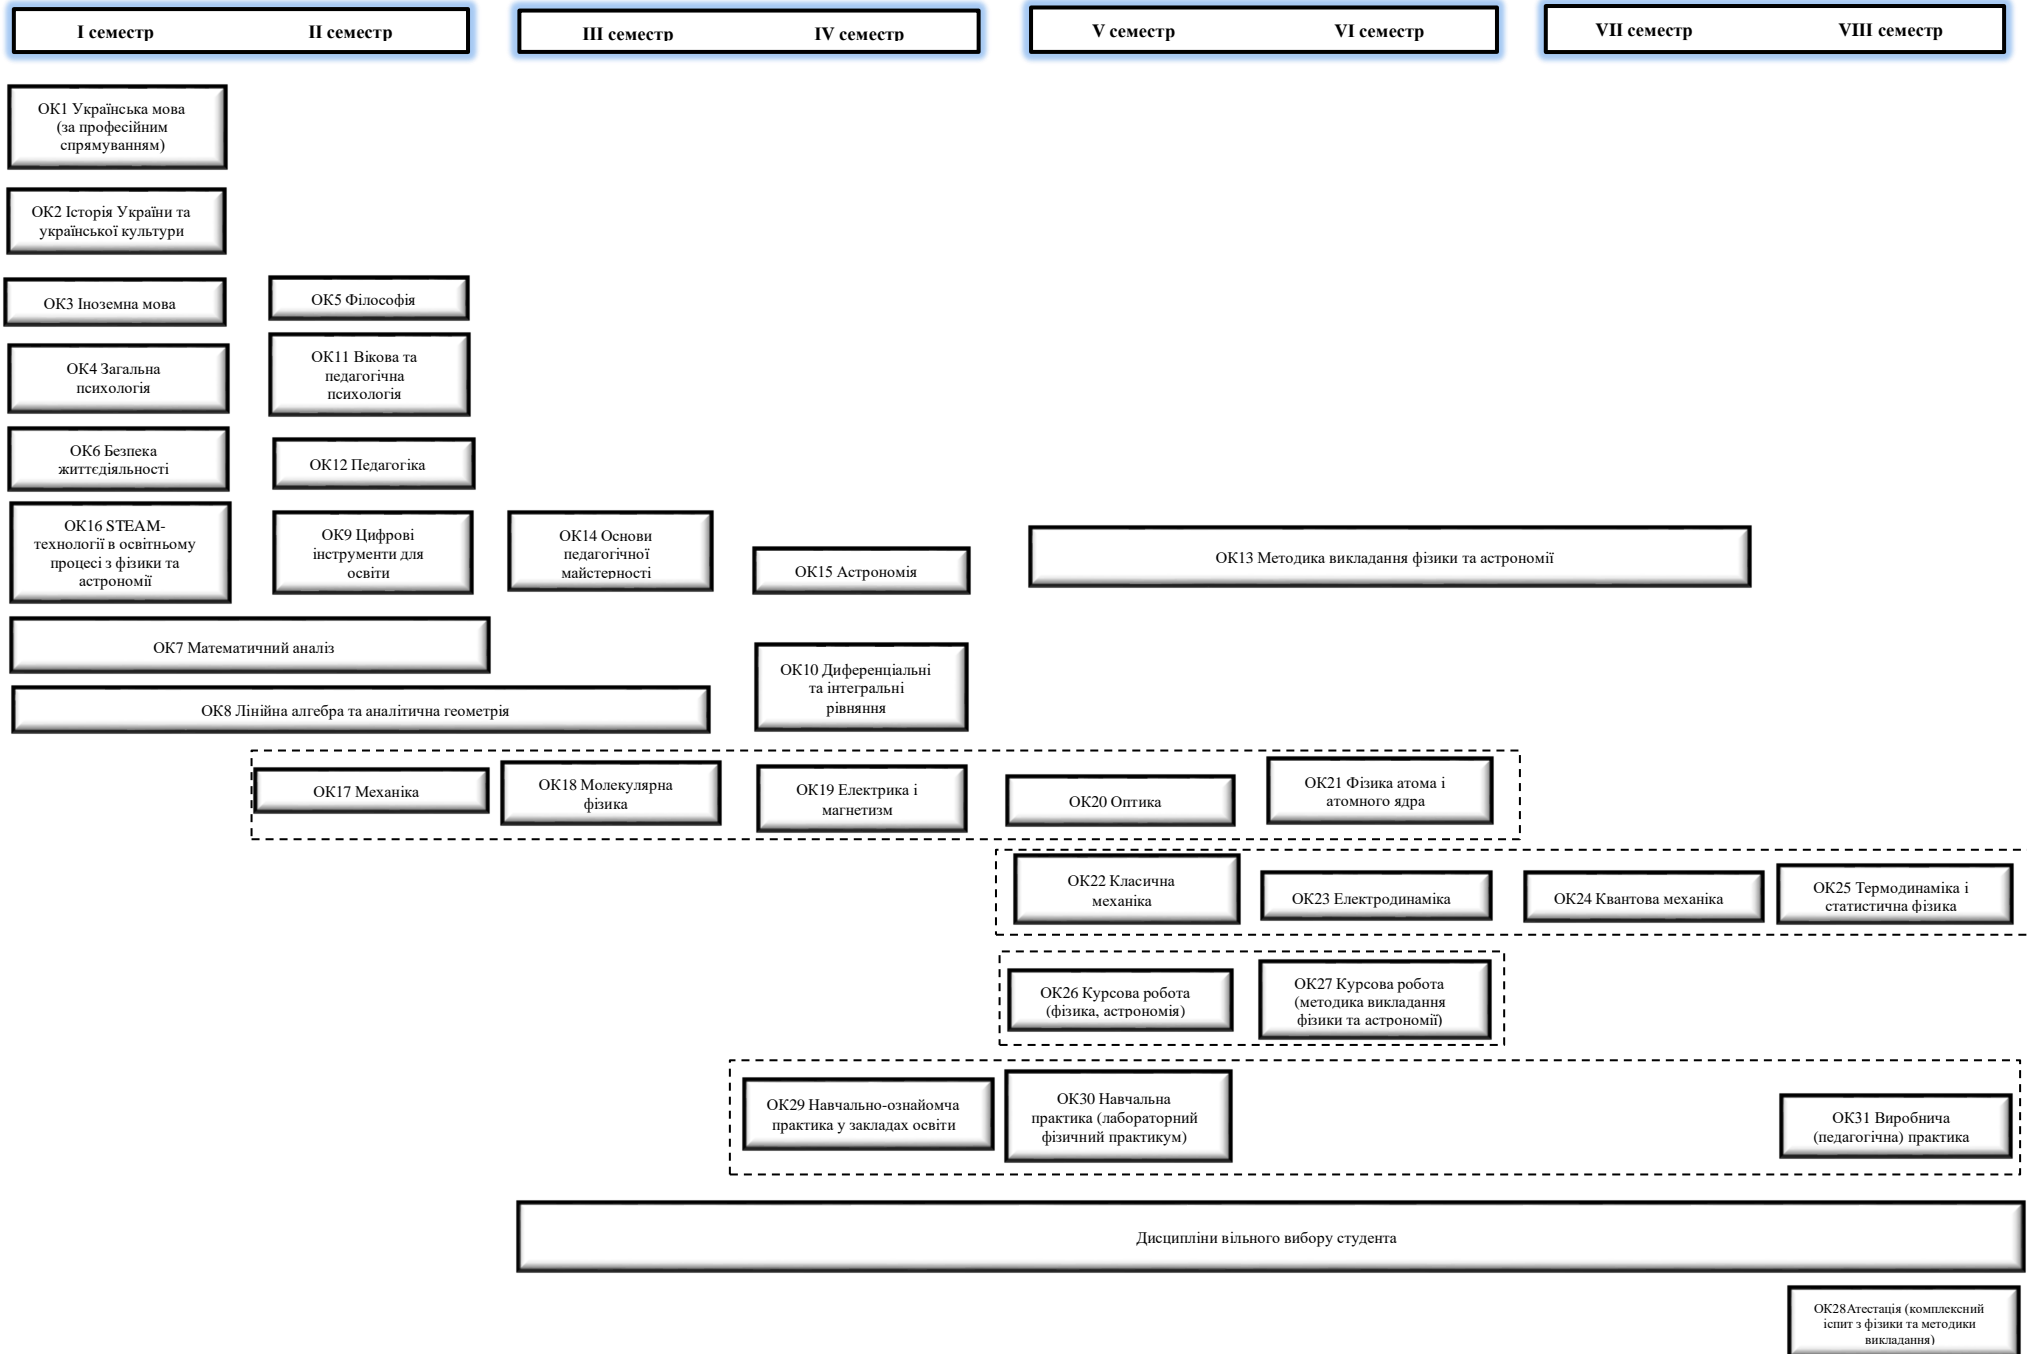 I семестр
II семестр
III семестр
IV семестр
V семестр
VI семестр
VII семестр
VIII семестр
ОК1 Українська мова
(за професійним
спрямуванням)
ОК2 Історія України та
української культури
ОК3 Іноземна мова
ОК5 Філософія
ОК4 Загальна
психологія
ОК11 Вікова та
педагогічна
психологія
ОК6 Безпека
життєдіяльності
ОК12 Педагогіка
ОК16 STEAM-
технології в освітньому
процесі з фізики та
астрономії
ОК9 Цифрові
інструменти для
освіти
ОК14 Основи
педагогічної
майстерності
ОК15 Астрономія
ОК13 Методика викладання фізики та астрономії
ОК7 Математичний аналіз
ОК10 Диференціальні
та інтегральні
рівняння
ОК8 Лінійна алгебра та аналітична геометрія
ОК17 Механіка
ОК18 Молекулярна
фізика
ОК19 Електрика і
магнетизм
ОК20 Оптика
ОК21 Фізика атома і
атомного ядра
ОК22 Класична
механіка
ОК23 Електродинаміка
ОК24 Квантова механіка
ОК25 Термодинаміка і
статистична фізика
ОК26 Курсова робота
(фізика, астрономія)
ОК27 Курсова робота
(методика викладання
фізики та астрономії)
ОК29 Навчально-ознайомча
практика у закладах освіти
ОК30 Навчальна
практика (лабораторний
фізичний практикум)
ОК31 Виробнича
(педагогічна) практика
Дисципліни вільного вибору студента
ОК28Атестація (комплексний
іспит з фізики та методики
викладання)